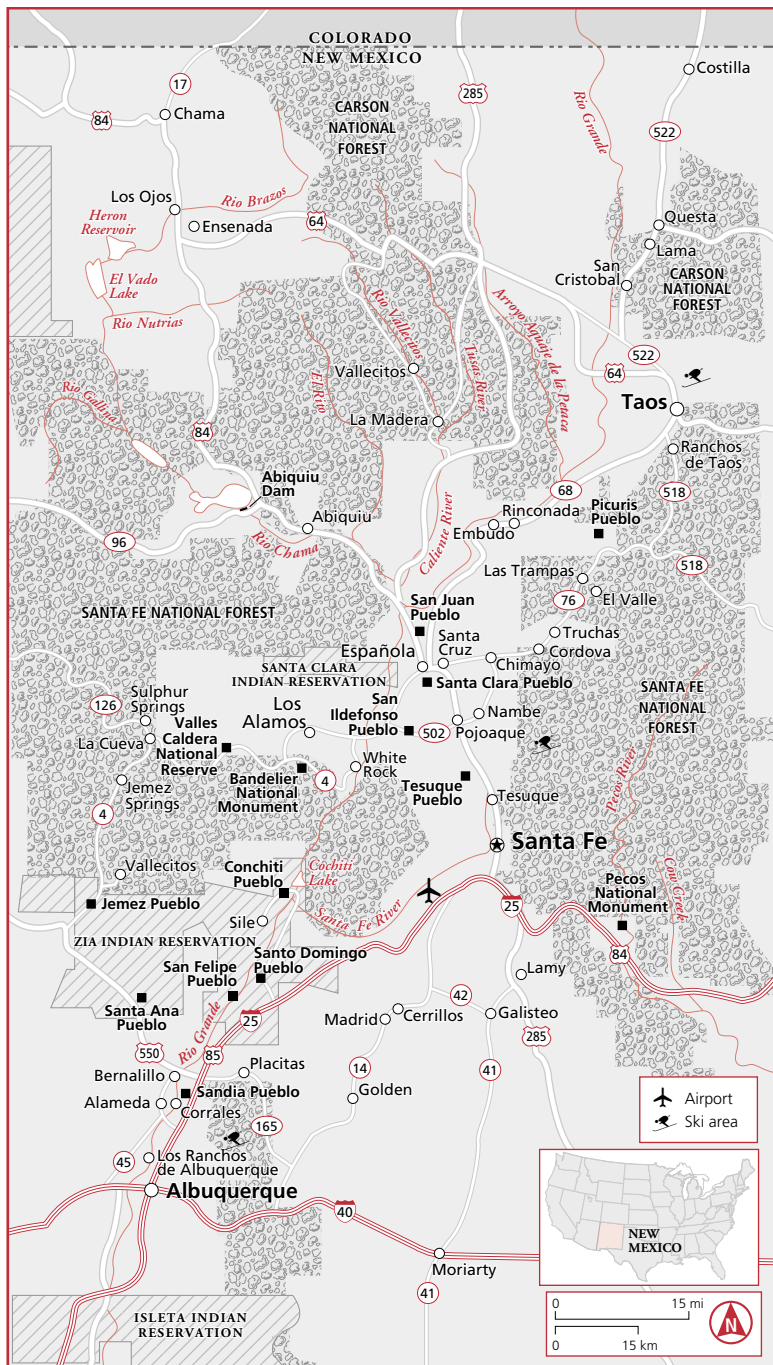 COLORADO
NEW MEXICO
17
285
Costilla
84
Chama
CARSON
NATIONAL
FOREST
Rio Grande
522
Los Ojos
Rio Brazos
Heron
Reservoir
Ensenada
64
Questa
Lama
El Vado
Lake
San
Cristobal
CARSON
NATIONAL
FOREST
Rio Nutrias
Rio Vallecitos
Arroyo Aguaje de la Petaca
522
Vallecitos
Tusas River
64
El Rito
Rio Gallina
Taos
La Madera
84
Ranchos
de Taos
Abiquiu
Dam
68
518
Rinconada
Picuris
Pueblo
Abiquiu
Embudo
96
Rio Chama
Caliente River
518
Las Trampas
SANTA FE NATIONAL FOREST
San Juan
Pueblo
76
El Valle
Truchas
Española
Santa
Cruz
Cordova
Chimayo
SANTA CLARA
INDIAN RESERVATION
Santa Clara Pueblo
SANTA FE
NATIONAL
FOREST
126
Sulphur
Springs
San
Ildefonso
Pueblo
Los
Alamos
Nambe
502
Pojoaque
La Cueva
Valles
Caldera
National
Reserve
White
Rock
Bandelier
National
Monument
4
Jemez
Springs
Tesuque
Pueblo
Tesuque
Pecos River
4
Santa Fe
Vallecitos
Conchiti
Pueblo
Cochiti
Lake
Cow Creek
Pecos
National
Monument
Jemez Pueblo
25
Sile
Santa Fe River
ZIA INDIAN RESERVATION
84
Santo Domingo
Pueblo
San Felipe
Pueblo
Lamy
Santa Ana
Pueblo
42
25
Cerrillos
Madrid
Galisteo
Rio Grande
550
85
285
Placitas
14
41
Bernalillo
Sandia Pueblo
Golden
Alameda
Corrales
165
45
Los Ranchos
de Albuquerque
Albuquerque
40
Moriarty
41
ISLETA INDIAN
RESERVATION
Airport
Ski area
NEW
MEXICO
0 15 mi
0 15 km
N